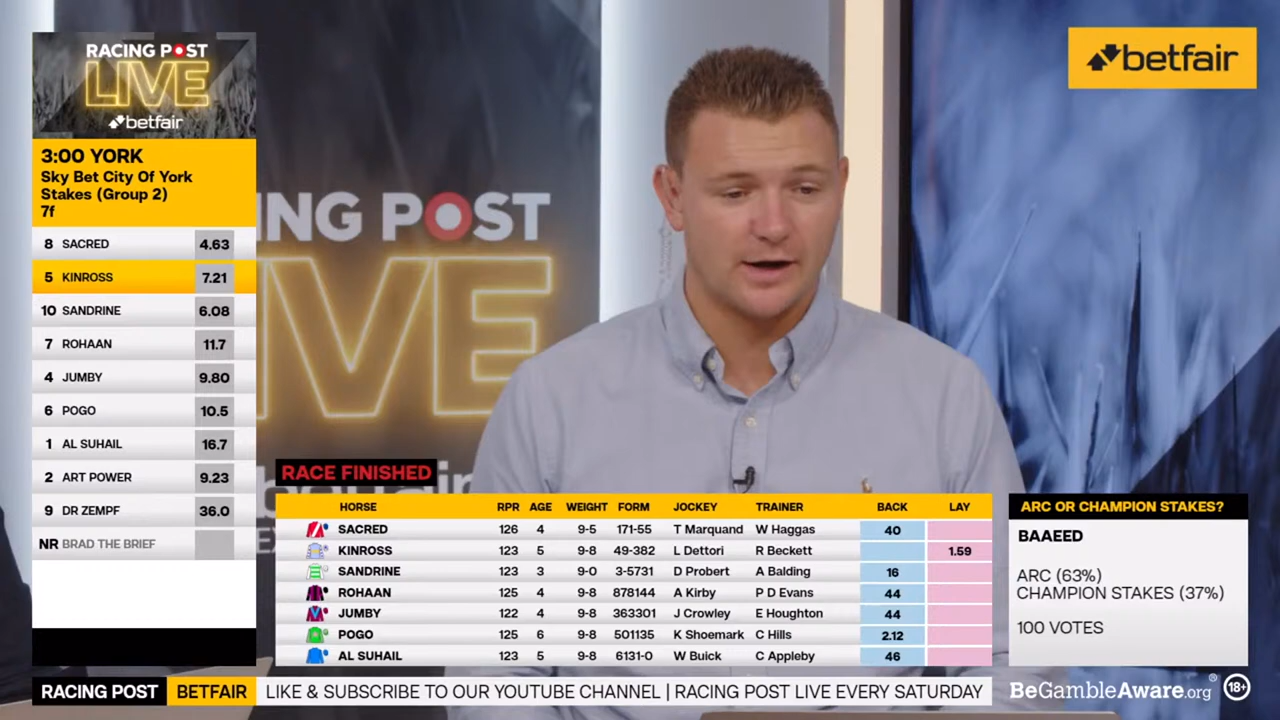 RACING POST
LIVE
betfair
betfair
3:00 YORK
Sky Bet City Of York
Stakes (Group 2)
7f
8 SACRED 4.63
5 KINROSS 7.21
10 SANDRINE 6.08
7 ROHAAN 11.7
4 JUMBY 9.80
6 POGO 10.5
1 AL SUHAIL 16.7
2 ART POWER 9.23
9 DR ZEMPF 36.0
NR BRAD THE BRIEF
ING POST
IVE
RACE FINISHED
HORSE RPR AGE WEIGHT FORM JOCKEY TRAINER BACK LAY
SACRED 126 4 9-5 171-55 T Marquand W Haggas 40
KINROSS 123 5 9-8 49-382 L Dettori R Beckett 1.59
SANDRINE 123 3 9-0 3-5731 D Probert A Balding 16
ROHAAN 125 4 9-8 878144 A Kirby P D Evans 44
JUMBY 122 4 9-8 363301 J Crowley E Houghton 44
POGO 125 6 9-8 501135 K Shoemark C Hills 2.12
AL SUHAIL 123 5 9-8 6131-0 W Buick C Appleby 46
ARC OR CHAMPION STAKES?
BAAEED
ARC (63%)
CHAMPION STAKES (37%)
100 VOTES
RACING POST BETFAIR LIKE & SUBSCRIBE TO OUR YOUTUBE CHANNEL | RACING POST LIVE EVERY SATURDAY
BeGambleAware.org® 18+